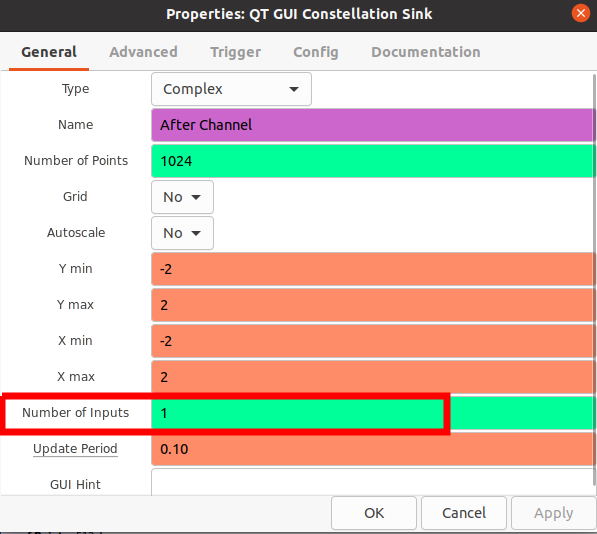 Properties: QT GUI Constellation Sink
General Advanced Trigger Config Documentation
Type Complex
Name After Channel
Number of Points 1024
Grid No
Autoscale No
Y min -2
Y max 2
X min -2
X max 2
Number of Inputs 1
Update Period 0.10
GUI Hint
OK Cancel Apply